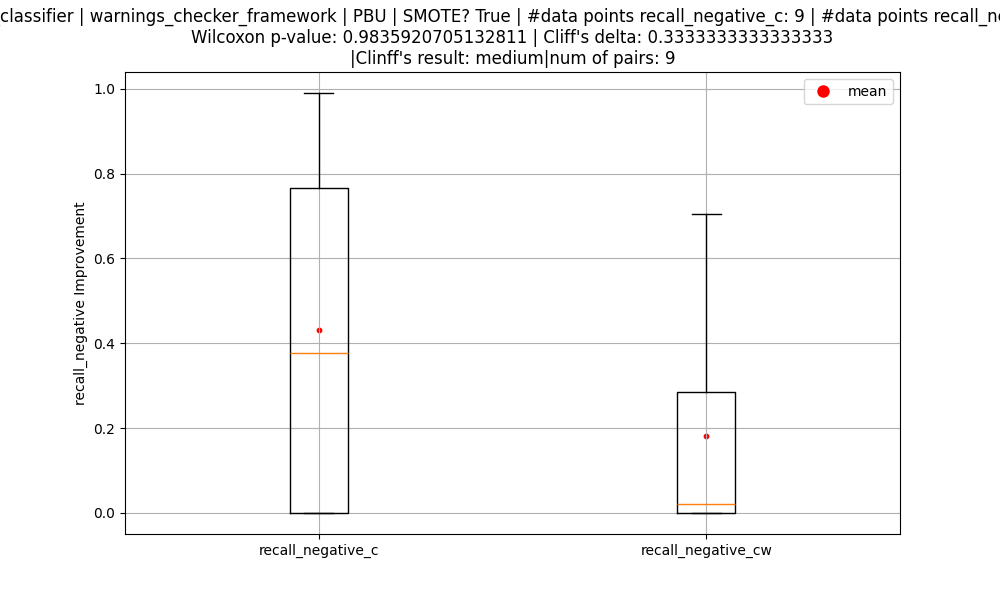 classifier | warnings_checker_framework | PBU | SMOTE? True | #data points recall_negative_c: 9 | #data points
Wilcoxon p-value: 0.9835920705132811 | Cliff's delta: 0.3333333333333333
|Clinff's result: medium|num of pairs: 9
mean
1.0
0.8
0.6
0.4
0.2
0.0
recall_negative Improvement
recall_negative_c
recall_negative_cw